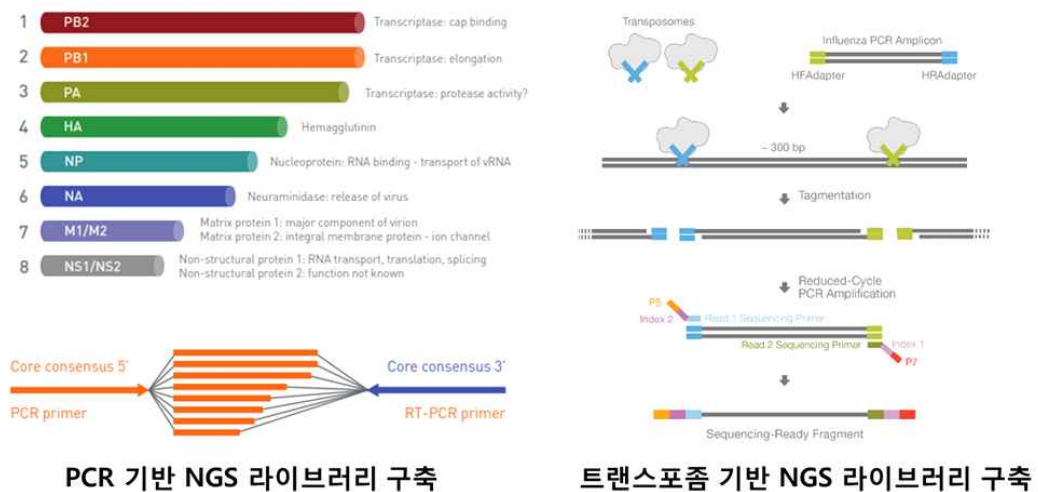 1 PB2 Transcriptase: cap binding
2 PB1 Transcriptase: elongation
3 PA Transcriptase: protease activity?
4 HA Hemagglutinin
5 NP Nucleoprotein: RNA binding - transport of vRNA
6 NA Neuraminidase: release of virus
7 M1/M2 Matrix protein 1: major component of virion
Matrix protein 2: integral membrane protein - ion channel
8 NS1/NS2 Non-structural protein 1: RNA transport, translation, splicing
Non-structural protein 2: function not known
Core consensus 5'
Core consensus 3'
PCR primer
RT-PCR primer
PCR 기반 NGS 라이브러리 구축
Transposomes
Influenza PCR Amplicon
HFAdapter
HRAdapter
~ 300 bp
Tagmentation
Reduced-Cycle
PCR Amplification
P5
Index 2
Read 1 Sequencing Primer
Read 2 Sequencing Primer
Index 1
P7
Sequencing-Ready Fragment
트랜스포좀 기반 NGS 라이브러리 구축